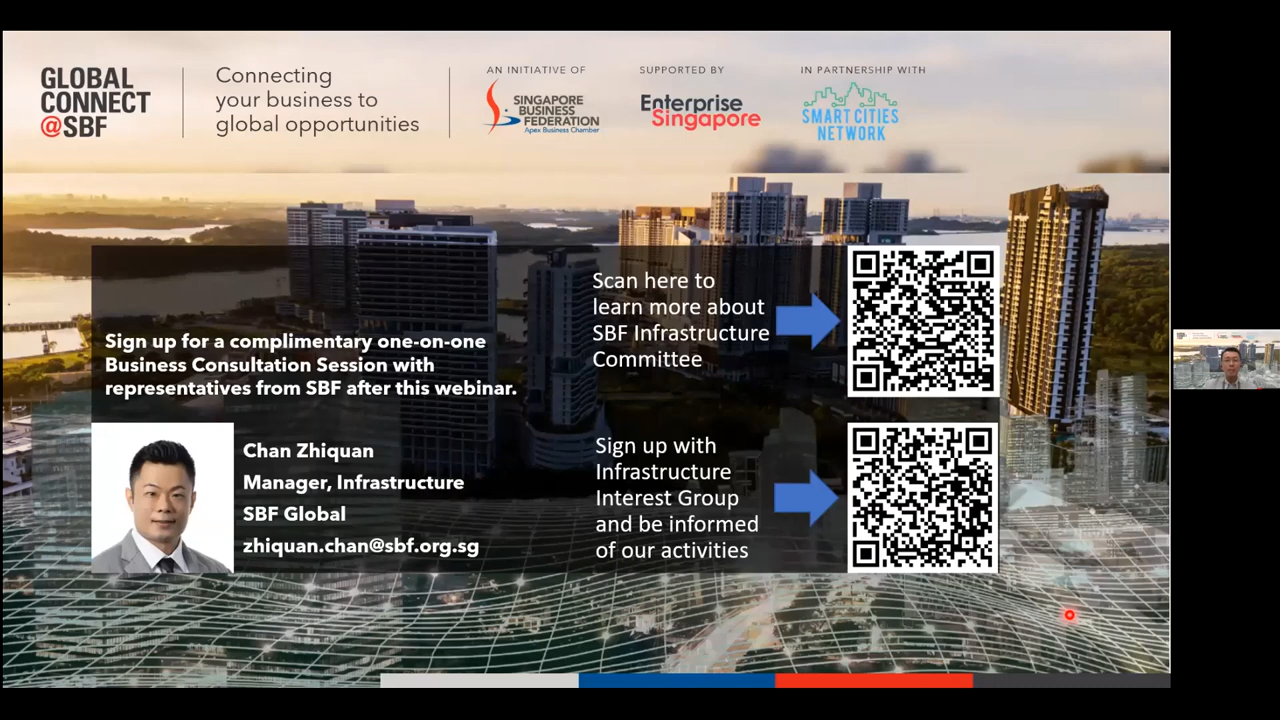 GLOBAL
CONNECT
@SBF
Connecting
your business to
global opportunities
AN INITIATIVE OF
SINGAPORE
BUSINESS
FEDERATION
Apex Business Chamber
SUPPORTED BY
Enterprise
Singapore
IN PARTNERSHIP WITH
SMART CITIES
NETWORK
Sign up for a complimentary one-on-one
Business Consultation Session with
representatives from SBF after this webinar.
Chan Zhiquan
Manager, Infrastructure
SBF Global
zhiquan.chan@sbf.org.sg
Scan here to
learn more about
SBF Infrastructure
Committee
Sign up with
Infrastructure
Interest Group
and be informed
of our activities